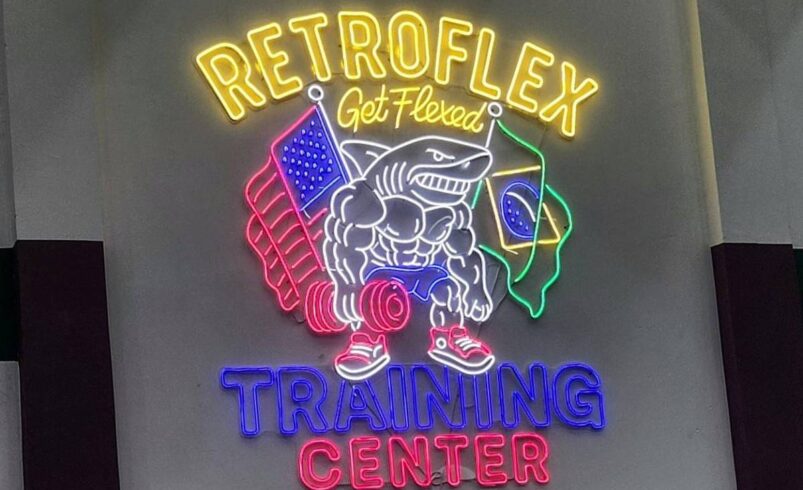 RETROFLEX
Get Flexed
TRAINING
CENTER